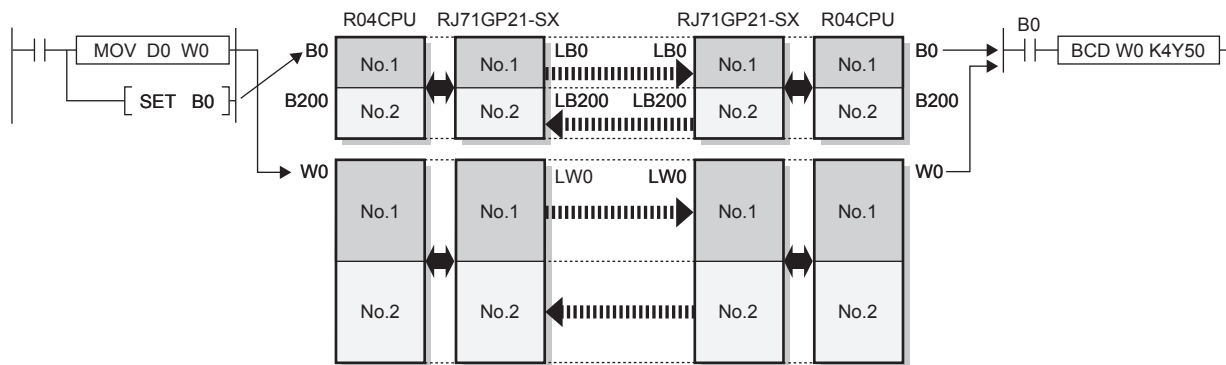 R04CPU RJ71GP21-SX RJ71GP21-SX R04CPU
B0
MOV D0 W0 B0 No.1 No.1 LB0 LB0 No.1 No.1 B0 BCD W0 K4Y50
SET B0 B200 No.2 No.2 LB200 LB200 No.2 No.2 B200
W0 LW0 LW0 W0
No.1 No.1 No.1 No.1
No.2 No.2 No.2 No.2